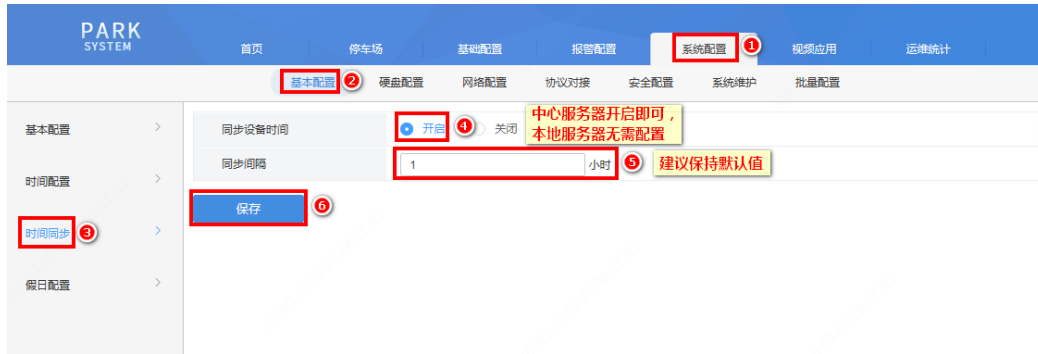 PARK
SYSTEM
首页 停车场 基础配置 报警配置 系统配置 1 视频应用 运维统计
基本配置 2 硬盘配置 网络配置 协议对接 安全配置 系统维护 批量配置
基本配置
时间配置
时间同步 3
假日配置
同步设备时间 开启 4 关闭
中心服务器开启即可，
本地服务器无需配置
同步间隔 1 小时 5 建议保持默认值
保存 6